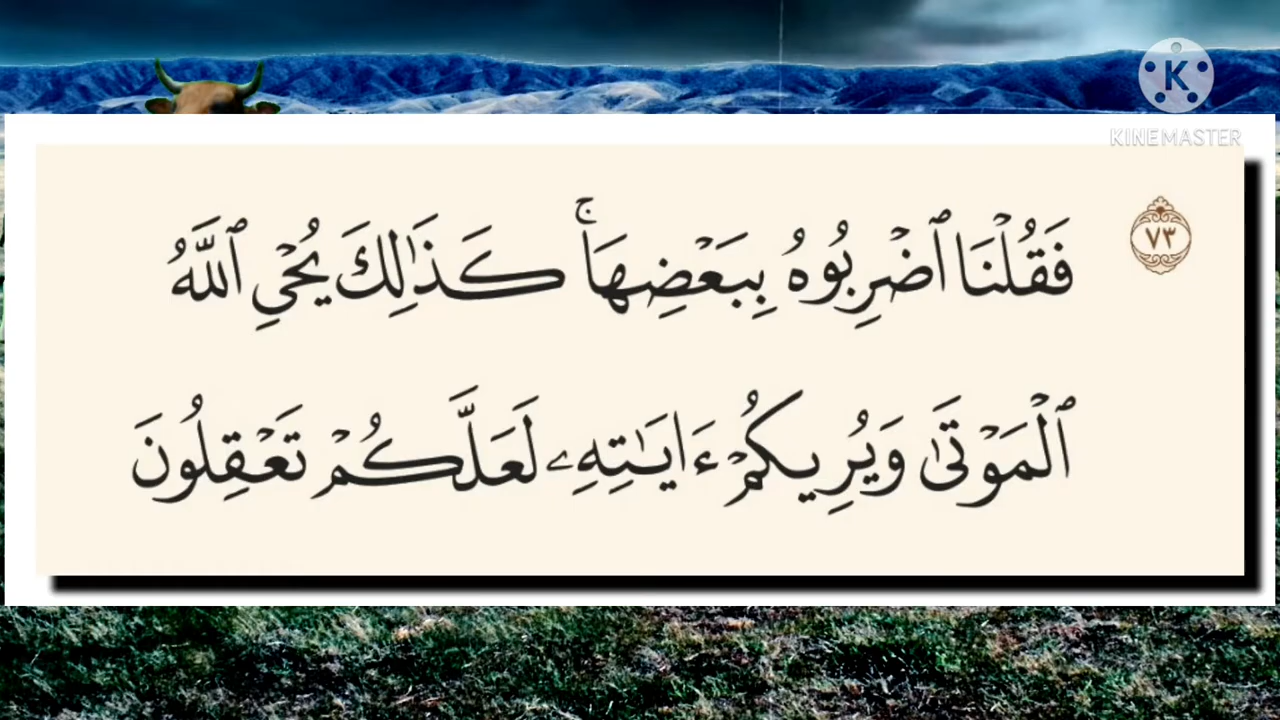 K
KINEMASTER
٧٣ فَقُلْنَا ٱضْرِبُوهُ بِبَعْضِهَاۚ كَذَٰلِكَ يُحْىِ ٱللَّهُ
ٱلْمَوْتَىٰ وَيُرِيكُمْ ءَايَـٰتِهِۦ لَعَلَّكُمْ تَعْقِلُونَ